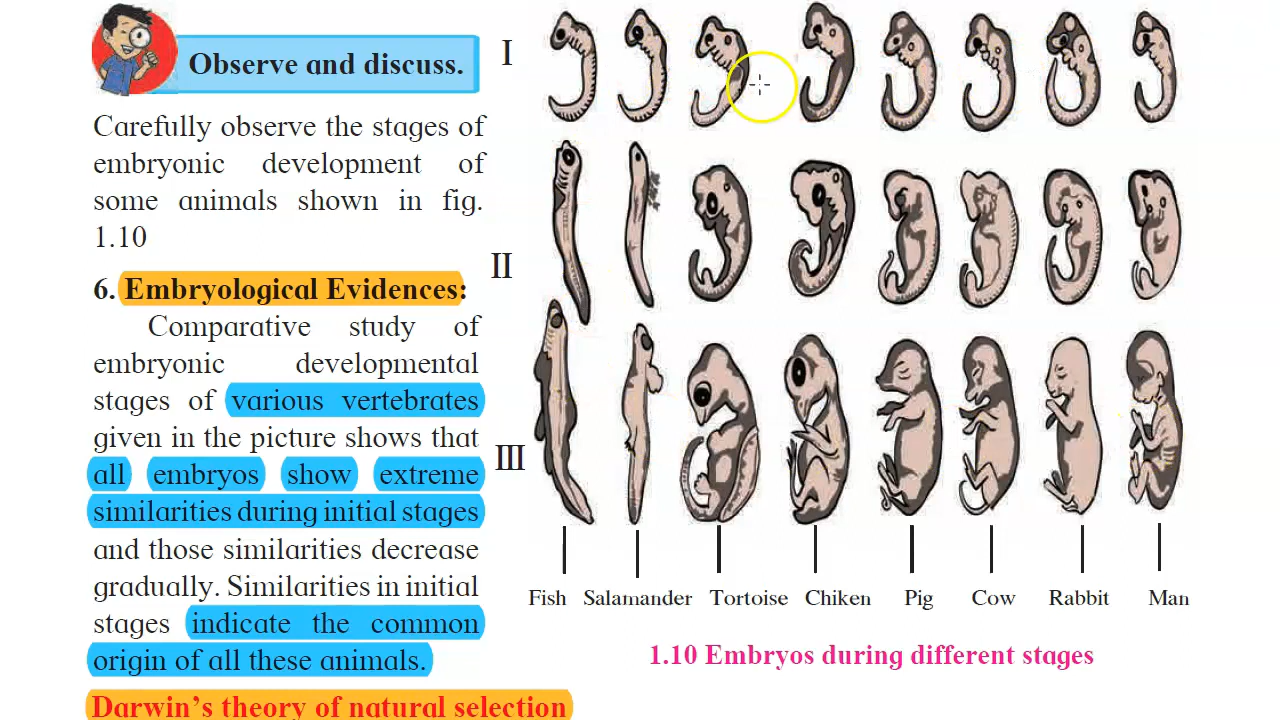 Observe and discuss.
Carefully observe the stages of
embryonic development of
some animals shown in fig.
1.10
6. Embryological Evidences:
Comparative study of
embryonic developmental
stages of various vertebrates
given in the picture shows that
all embryos show extreme
similarities during initial stages
and those similarities decrease
gradually. Similarities in initial
stages indicate the common
origin of all these animals.
Darwin's theory of natural selection
I
II
III
Fish Salamander Tortoise Chiken Pig Cow Rabbit Man
1.10 Embryos during different stages